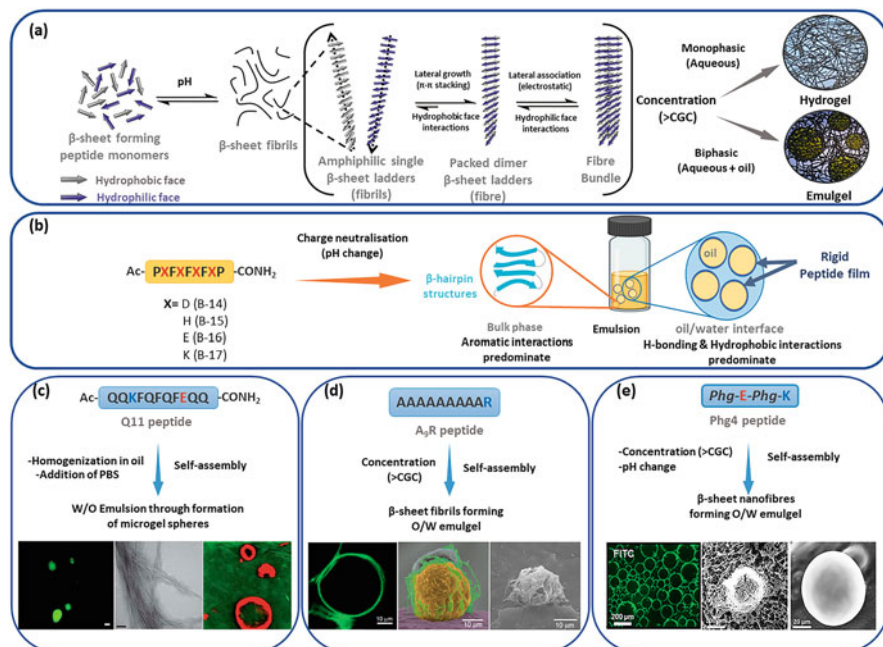 (a)
pH
β-sheet forming
peptide monomers
β-sheet fibrils
Hydrophobic face
Hydrophilic face
Lateral growth
(π-π stacking)
Hydrophobic face
interactions
Lateral association
(electrostatic)
Hydrophilic face
interactions
Amphiphilic single
β-sheet ladders
(fibrils)
Packed dimer
β-sheet ladders
(fibre)
Fibre
Bundle
Concentration
(>CGC)
Monophasic
(Aqueous)
Hydrogel
Biphasic
(Aqueous + oil)
Emulgel
(b)
Ac- PXFXFXFXP -CONH2
X= D (B-14)
H (B-15)
E (B-16)
K (B-17)
Charge neutralisation
(pH change)
β-hairpin
structures
Bulk phase
Aromatic interactions
predominate
Emulsion
oil
Rigid
Peptide film
oil/water interface
H-bonding & Hydrophobic interactions
predominate
(c)
Ac- QQKFQFQFEQQ -CONH2
Q11 peptide
-Homogenization in oil
-Addition of PBS
Self-assembly
W/O Emulsion through formation
of microgel spheres
(d)
AAAAAAAAAR
A9R peptide
Concentration
(>CGC)
Self-assembly
β-sheet fibrils forming
O/W emulgel
10 µm
10 µm
10 µm
(e)
Phg-E-Phg-K
Phg4 peptide
-Concentration (>CGC)
-pH change
Self-assembly
β-sheet nanofibres
forming O/W emulgel
FITC
200 µm
20 µm